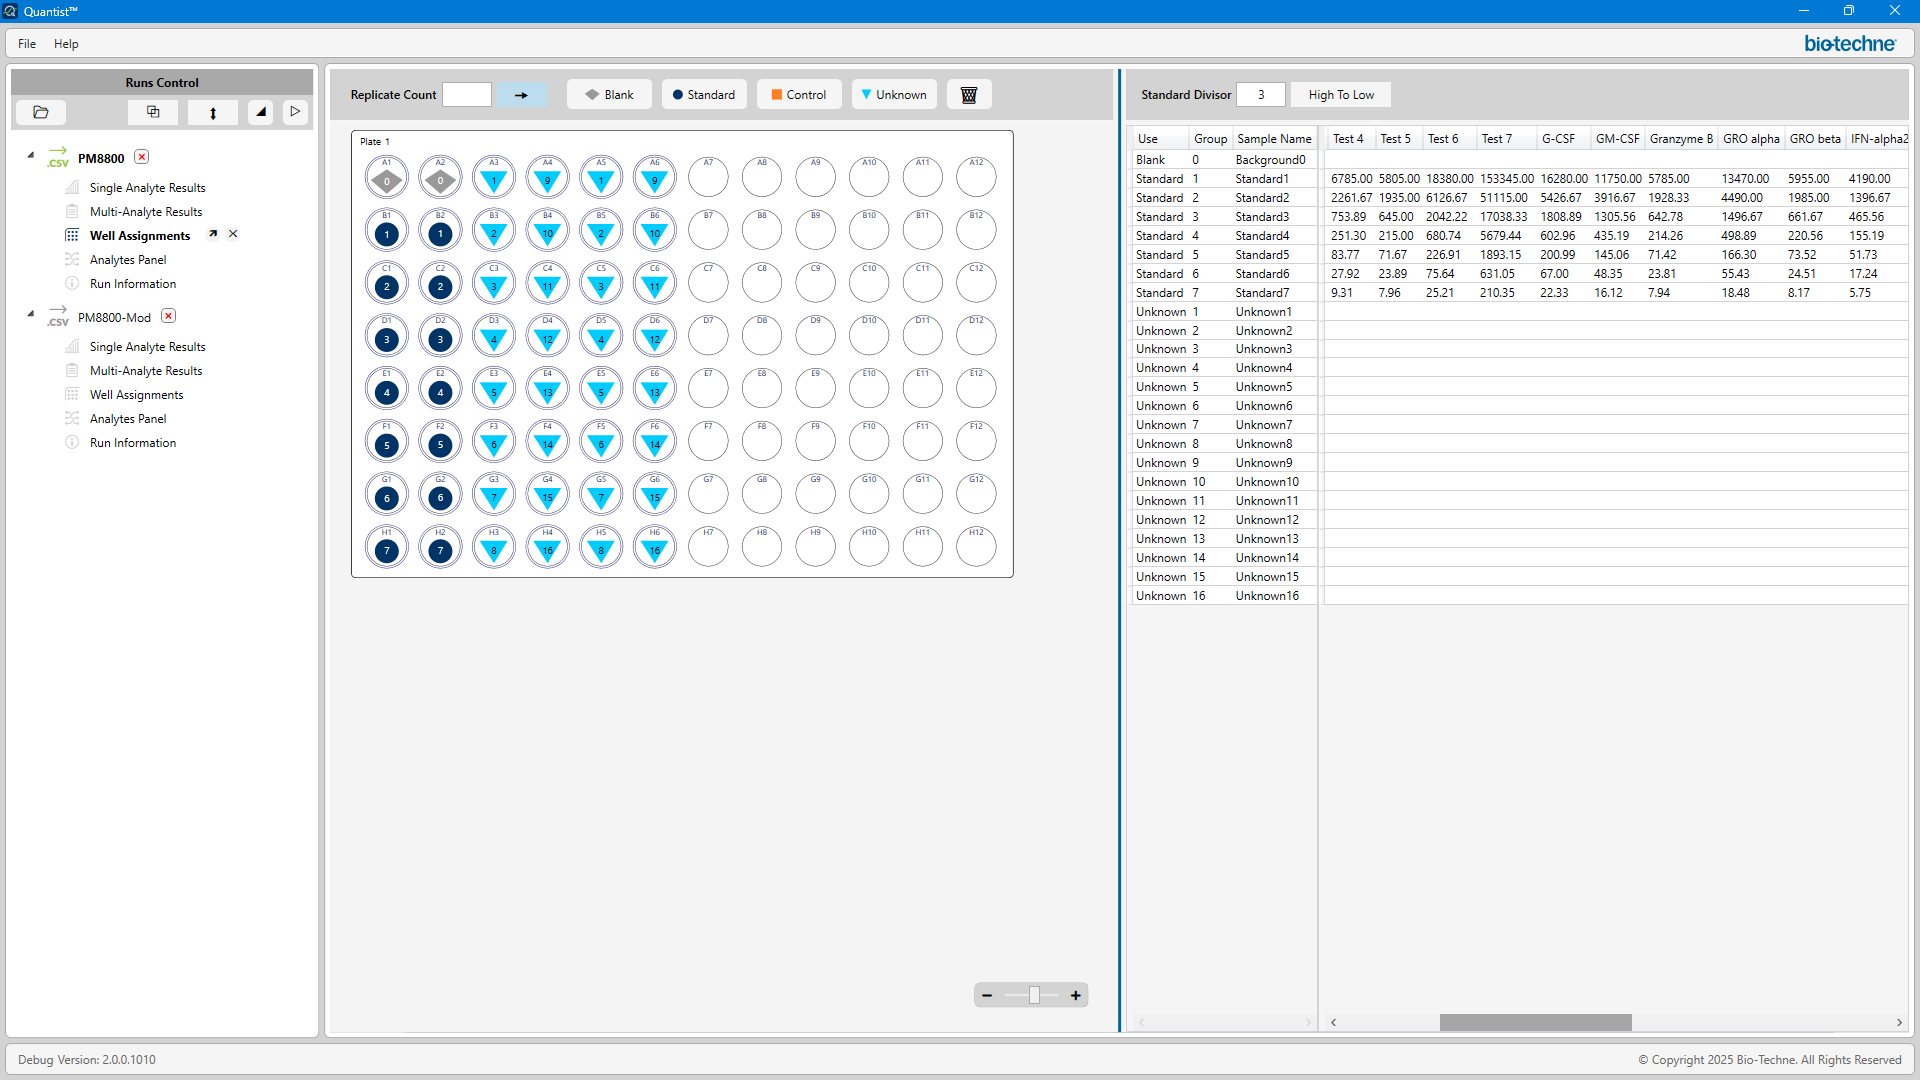 Quantist™
File Help
bio-techne
Runs Control
PM8800
Single Analyte Results
Multi-Analyte Results
Well Assignments
Analytes Panel
Run Information
PM8800-Mod
Single Analyte Results
Multi-Analyte Results
Well Assignments
Analytes Panel
Run Information
.csv
.csv
Replicate Count Blank Standard Control Unknown
Plate 1
A1 A2 A3 A4 A5 A6 A7 A8 A9 A10 A11 A12
0 0 1 9 1 9
B1 B2 B3 B4 B5 B6 B7 B8 B9 B10 B11 B12
1 1 2 10 2 10
C1 C2 C3 C4 C5 C6 C7 C8 C9 C10 C11 C12
2 2 3 11 3 11
D1 D2 D3 D4 D5 D6 D7 D8 D9 D10 D11 D12
3 3 4 12 4 12
E1 E2 E3 E4 E5 E6 E7 E8 E9 E10 E11 E12
4 4 5 13 5 13
F1 F2 F3 F4 F5 F6 F7 F8 F9 F10 F11 F12
5 5 6 14 6 14
G1 G2 G3 G4 G5 G6 G7 G8 G9 G10 G11 G12
6 6 7 15 7 15
H1 H2 H3 H4 H5 H6 H7 H8 H9 H10 H11 H12
7 7 8 16 8 16
Standard Divisor 3 High To Low
Use Group Sample Name Test 4 Test 5 Test 6 Test 7 G-CSF GM-CSF Granzyme B GRO alpha GRO beta IFN-alpha2
Blank 0 Background0
Standard 1 Standard1 6785.00 5805.00 18380.00 153345.00 16280.00 11750.00 5785.00 13470.00 5955.00 4190.00
Standard 2 Standard2 2261.67 1935.00 6126.67 51115.00 5426.67 3916.67 1928.33 4490.00 1985.00 1396.67
Standard 3 Standard3 753.89 645.00 2042.22 17038.33 1808.89 1305.56 642.78 1496.67 661.67 465.56
Standard 4 Standard4 251.30 215.00 680.74 5679.44 602.96 435.19 214.26 498.89 220.56 155.19
Standard 5 Standard5 83.77 71.67 226.91 1893.15 200.99 145.06 71.42 166.30 73.52 51.73
Standard 6 Standard6 27.92 23.89 75.64 631.05 67.00 48.35 23.81 55.43 24.51 17.24
Standard 7 Standard7 9.31 7.96 25.21 210.35 22.33 16.12 7.94 18.48 8.17 5.75
Unknown 1 Unknown1
Unknown 2 Unknown2
Unknown 3 Unknown3
Unknown 4 Unknown4
Unknown 5 Unknown5
Unknown 6 Unknown6
Unknown 7 Unknown7
Unknown 8 Unknown8
Unknown 9 Unknown9
Unknown 10 Unknown10
Unknown 11 Unknown11
Unknown 12 Unknown12
Unknown 13 Unknown13
Unknown 14 Unknown14
Unknown 15 Unknown15
Unknown 16 Unknown16
Debug Version: 2.0.0.1010
© Copyright 2025 Bio-Techne. All Rights Reserved